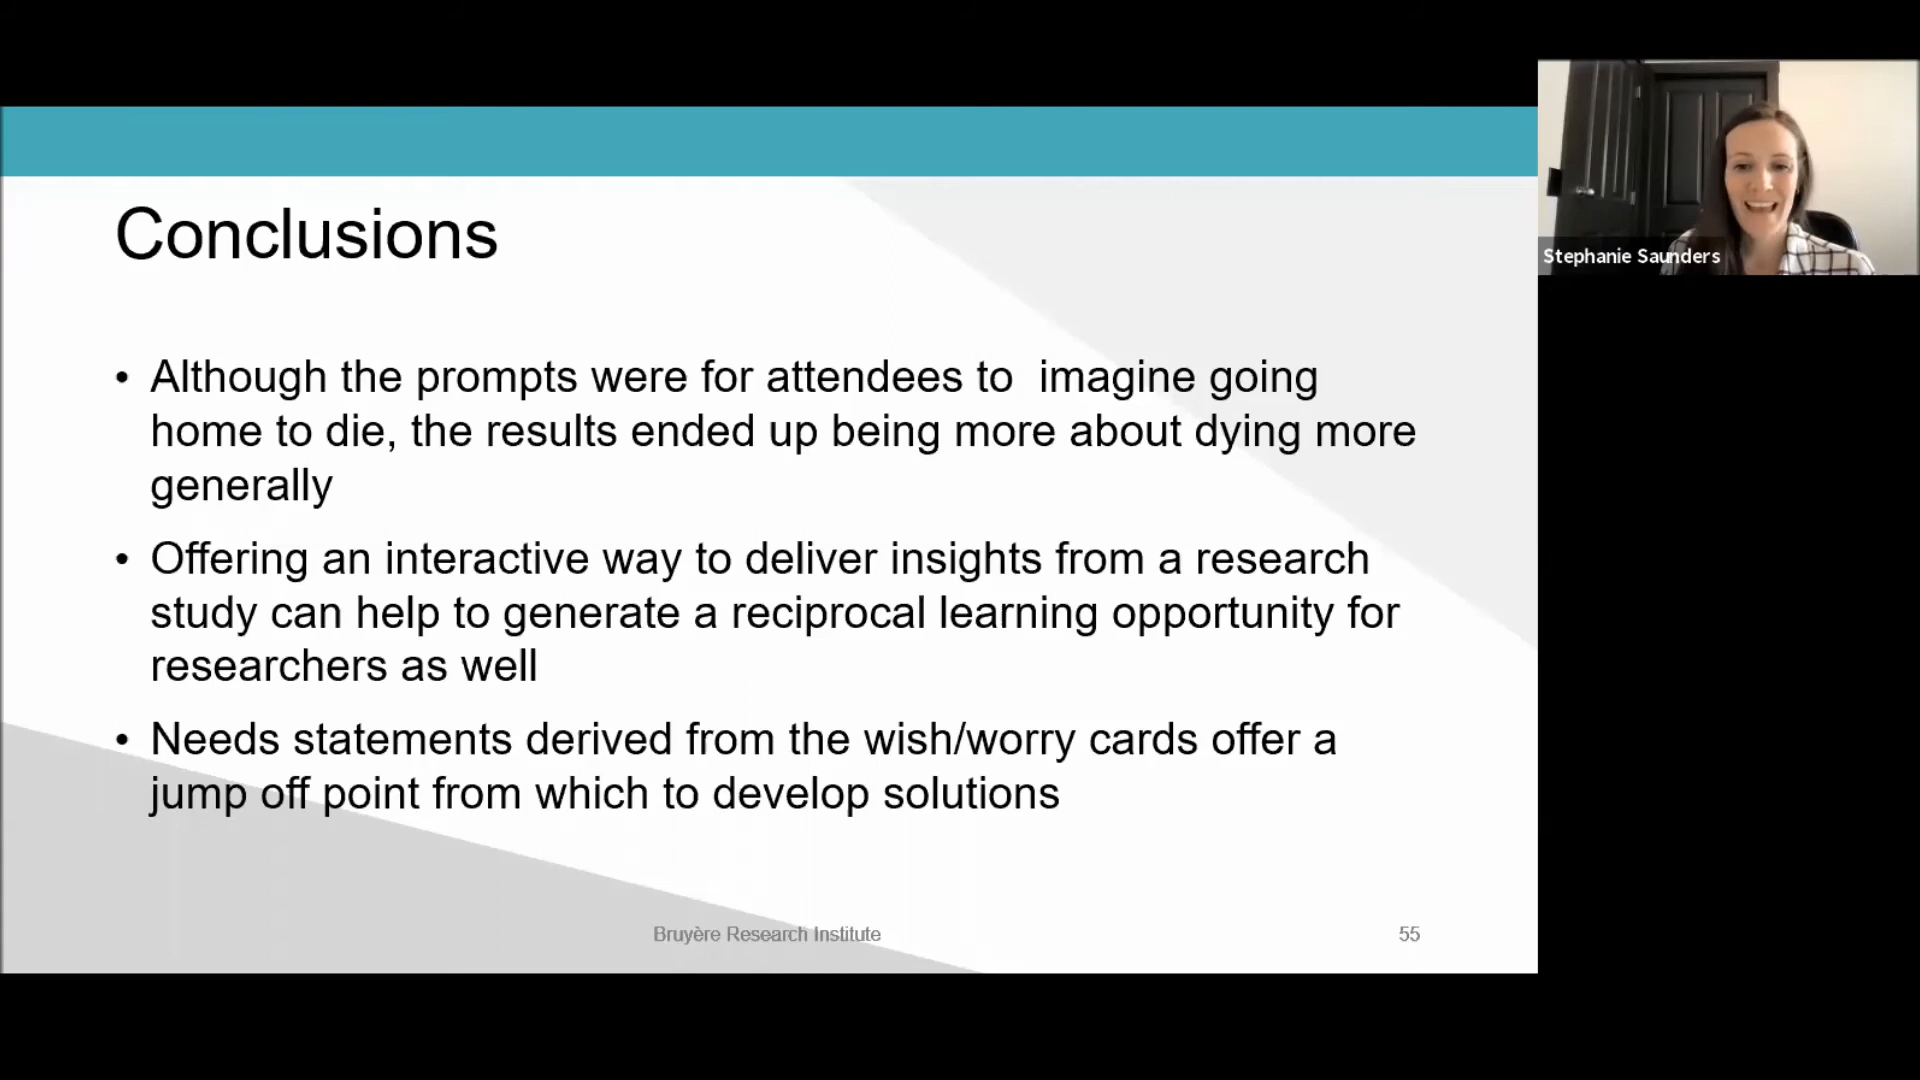 Conclusions
• Although the prompts were for attendees to  imagine going
home to die, the results ended up being more about dying more
generally
• Offering an interactive way to deliver insights from a research
study can help to generate a reciprocal learning opportunity for
researchers as well
• Needs statements derived from the wish/worry cards offer a
jump off point from which to develop solutions
Bruyère Research Institute
55
Stephanie Saunders